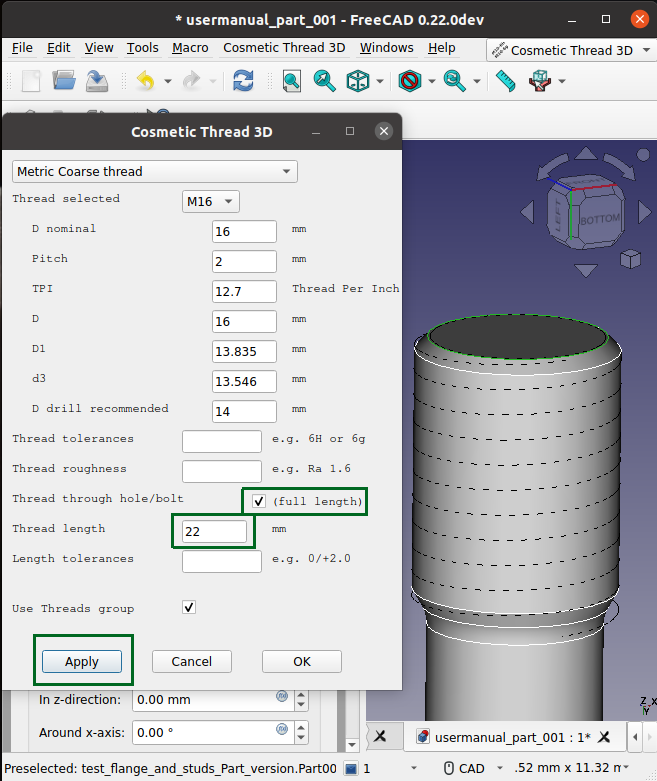 * usermanual_part_001 - FreeCAD 0.22.0dev
File Edit View Tools Macro Cosmetic Thread 3D Windows Help Cosmetic Thread 3D
Cosmetic Thread 3D
Metric Coarse thread
Thread selected M16
D nominal 16 mm
Pitch 2 mm
TPI 12.7 Thread Per Inch
D 16 mm
D1 13.835 mm
d3 13.546 mm
D drill recommended 14 mm
Thread tolerances e.g. 6H or 6g
Thread roughness e.g. Ra 1.6
Thread through hole/bolt (full length)
Thread length 22 mm
Length tolerances e.g. 0/+2.0
Use Threads group
Apply Cancel OK
LEFT BOTTOM
In z-direction: 0.00 mm
Around x-axis: 0.00 °
Z X
Y
usermanual_part_001 : 1*
Preselected: test_flange_and_studs_Part_version.Part00 1 CAD .52 mm x 11.32 m